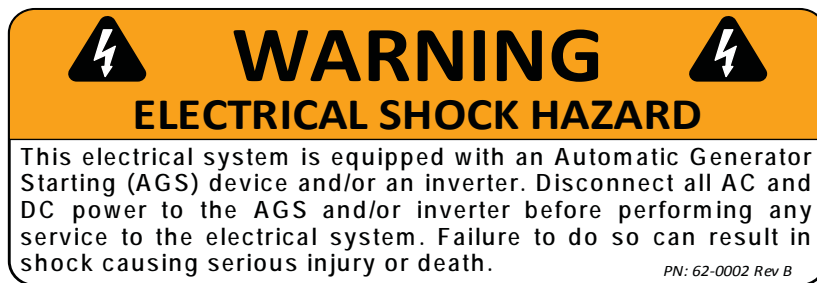 WARNING
ELECTRICAL SHOCK HAZARD
This electrical system is equipped with an Automatic Generator
Starting (AGS) device and/or an inverter. Disconnect all AC and
DC power to the AGS and/or inverter before performing any
service to the electrical system. Failure to do so can result in
shock causing serious injury or death.
PN: 62-0002 Rev B